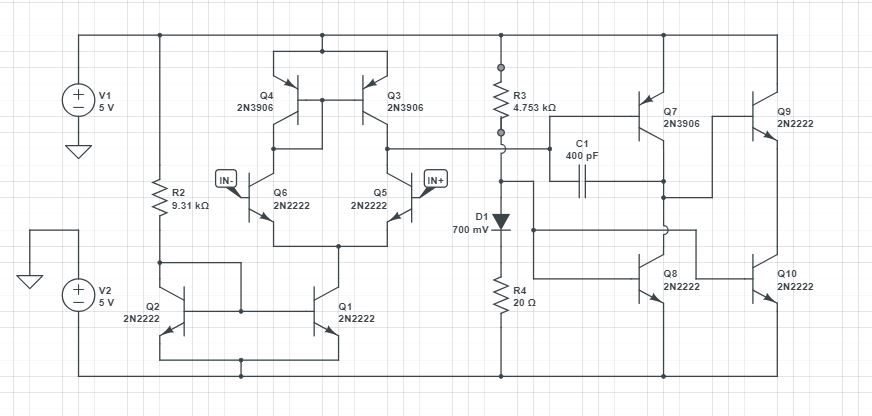 V1
5 V
Q4
2N3906
Q3
2N3906
R3
4.753 kΩ
Q7
2N3906
Q9
2N2222
C1
400 pF
R2
9.31 kΩ
IN-
Q6
2N2222
Q5
2N2222
IN+
D1
700 mV
V2
5 V
Q2
2N2222
Q1
2N2222
R4
20 Ω
Q8
2N2222
Q10
2N2222